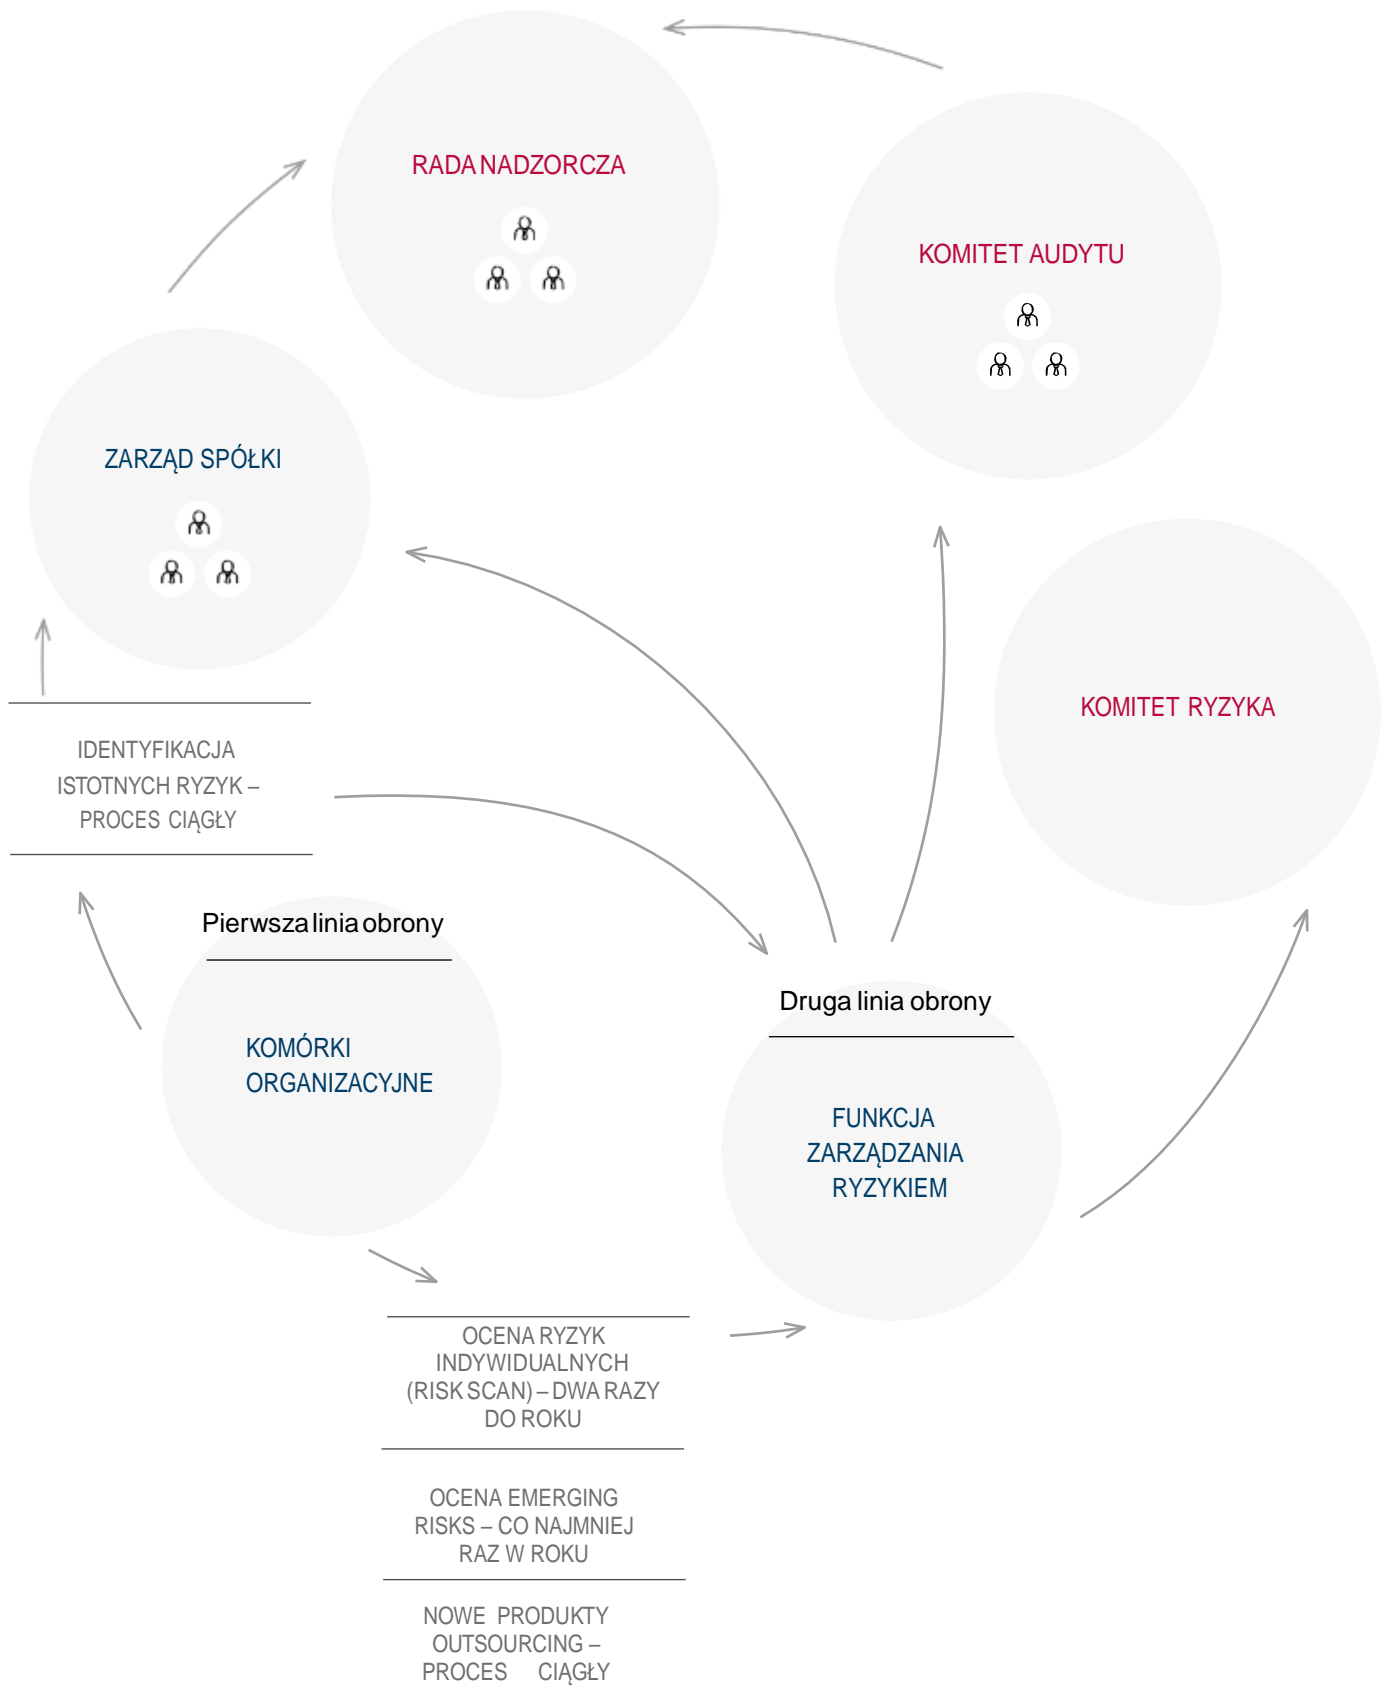 RADA NADZORCZA
KOMITET AUDYTU
ZARZĄD SPÓŁKI
KOMITET RYZYKA
IDENTYFIKACJA
ISTOTNYCH RYZYK –
PROCES CIĄGŁY
Pierwsza linia obrony
KOMÓRKI
ORGANIZACYJNE
Druga linia obrony
FUNKCJA
ZARZĄDZANIA
RYZYKIEM
OCENA RYZYK
INDYWIDUALNYCH
(RISK SCAN) – DWA RAZY
DO ROKU
OCENA EMERGING
RISKS – CO NAJMNIEJ
RAZ W ROKU
NOWE PRODUKTY
OUTSOURCING –
PROCES CIĄGŁY